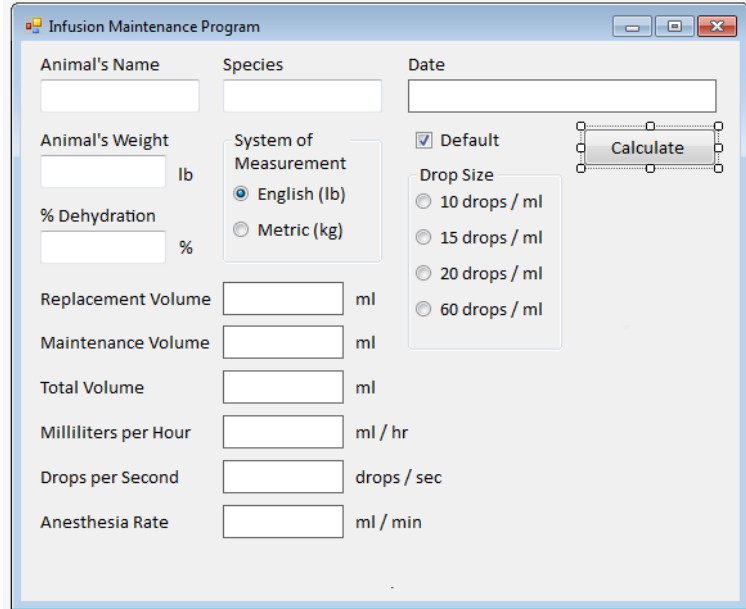 Infusion Maintenance Program
Animal's Name Species Date
Animal's Weight
lb
System of
Measurement
English (lb)
Metric (kg)
Default
Calculate
Drop Size
10 drops / ml
15 drops / ml
20 drops / ml
60 drops / ml
% Dehydration
%
Replacement Volume ml
Maintenance Volume ml
Total Volume ml
Milliliters per Hour ml / hr
Drops per Second drops / sec
Anesthesia Rate ml / min